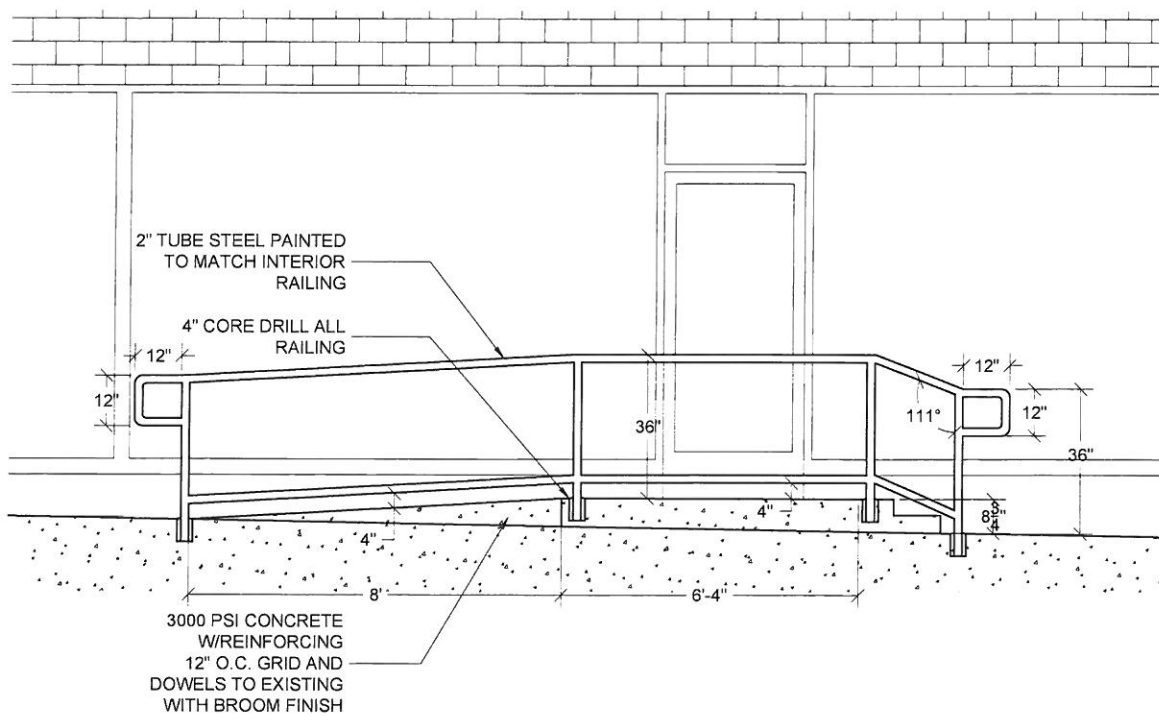 2" TUBE STEEL PAINTED
TO MATCH INTERIOR
RAILING
4" CORE DRILL ALL
RAILING
12"
12"
12"
111°
12"
36"
36"
4"
4"
8 3/4"
8'
6'-4"
3000 PSI CONCRETE
W/REINFORCING
12" O.C. GRID AND
DOWELS TO EXISTING
WITH BROOM FINISH